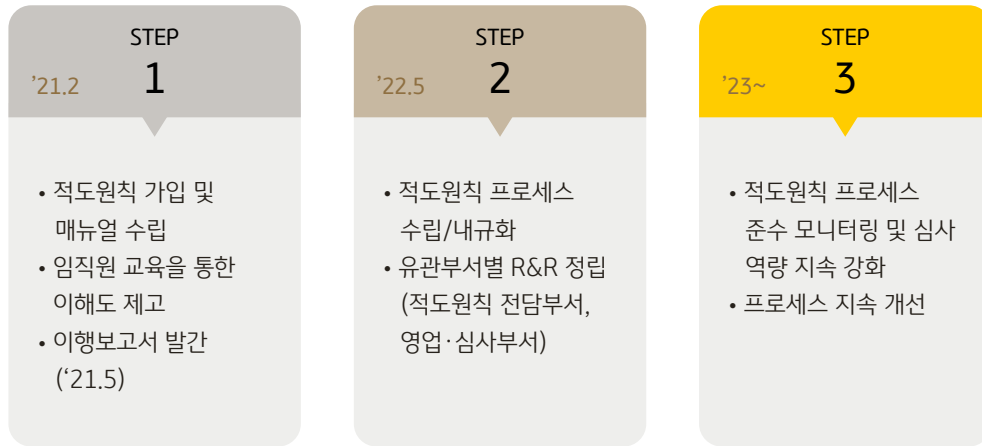 STEP
’21.2 1
• 적도원칙 가입 및
매뉴얼 수립
• 임직원 교육을 통한
이해도 제고
• 이행보고서 발간
(‘21.5)
STEP
’22.5 2
• 적도원칙 프로세스
수립/내규화
• 유관부서별 R&R 정립
(적도원칙 전담부서,
영업·심사부서)
STEP
’23~ 3
• 적도원칙 프로세스
준수 모니터링 및 심사
역량 지속 강화
• 프로세스 지속 개선